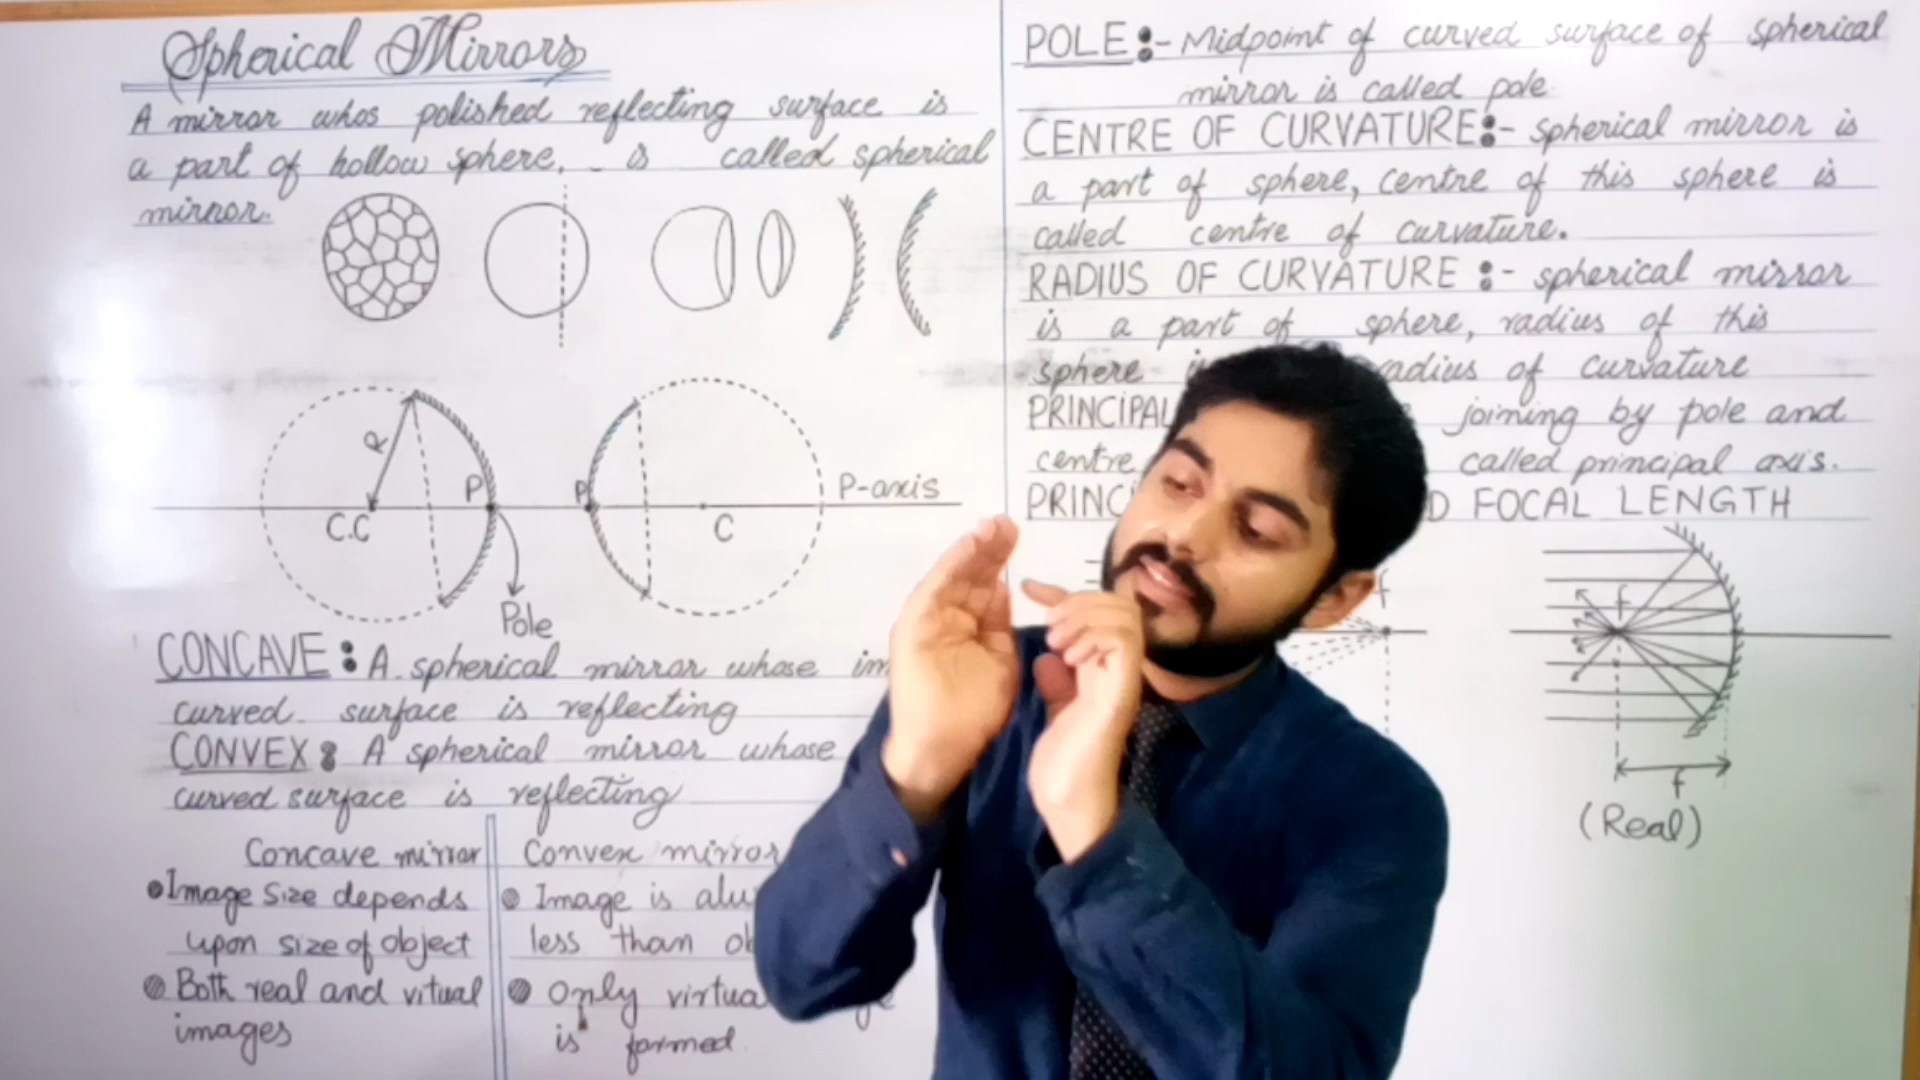 Spherical Mirrors
A mirror whos polished reflecting surface is
a part of hollow sphere, is called spherical
mirror.
R
P
C.C
Pole
P
C
P-axis
CONCAVE: A spherical mirror whose
curved surface is reflecting
CONVEX: A spherical mirror whose
curved surface is reflecting
Concave mirror
Image size depends
upon size of object
Both real and vitual
images
Convex mirror
Image is
less than
Only
is formed.
POLE:- Midpoint of curved surface of spherical
mirror is called pole.
CENTRE OF CURVATURE:- spherical mirror is
a part of sphere, centre of this sphere is
called centre of curvature.
RADIUS OF CURVATURE :- spherical mirror
is a part of sphere, radius of this
sphere of curvature
PRINCIPAL joining by pole and
centre called principal axis.
FOCAL LENGTH
f
f
f
(Real)